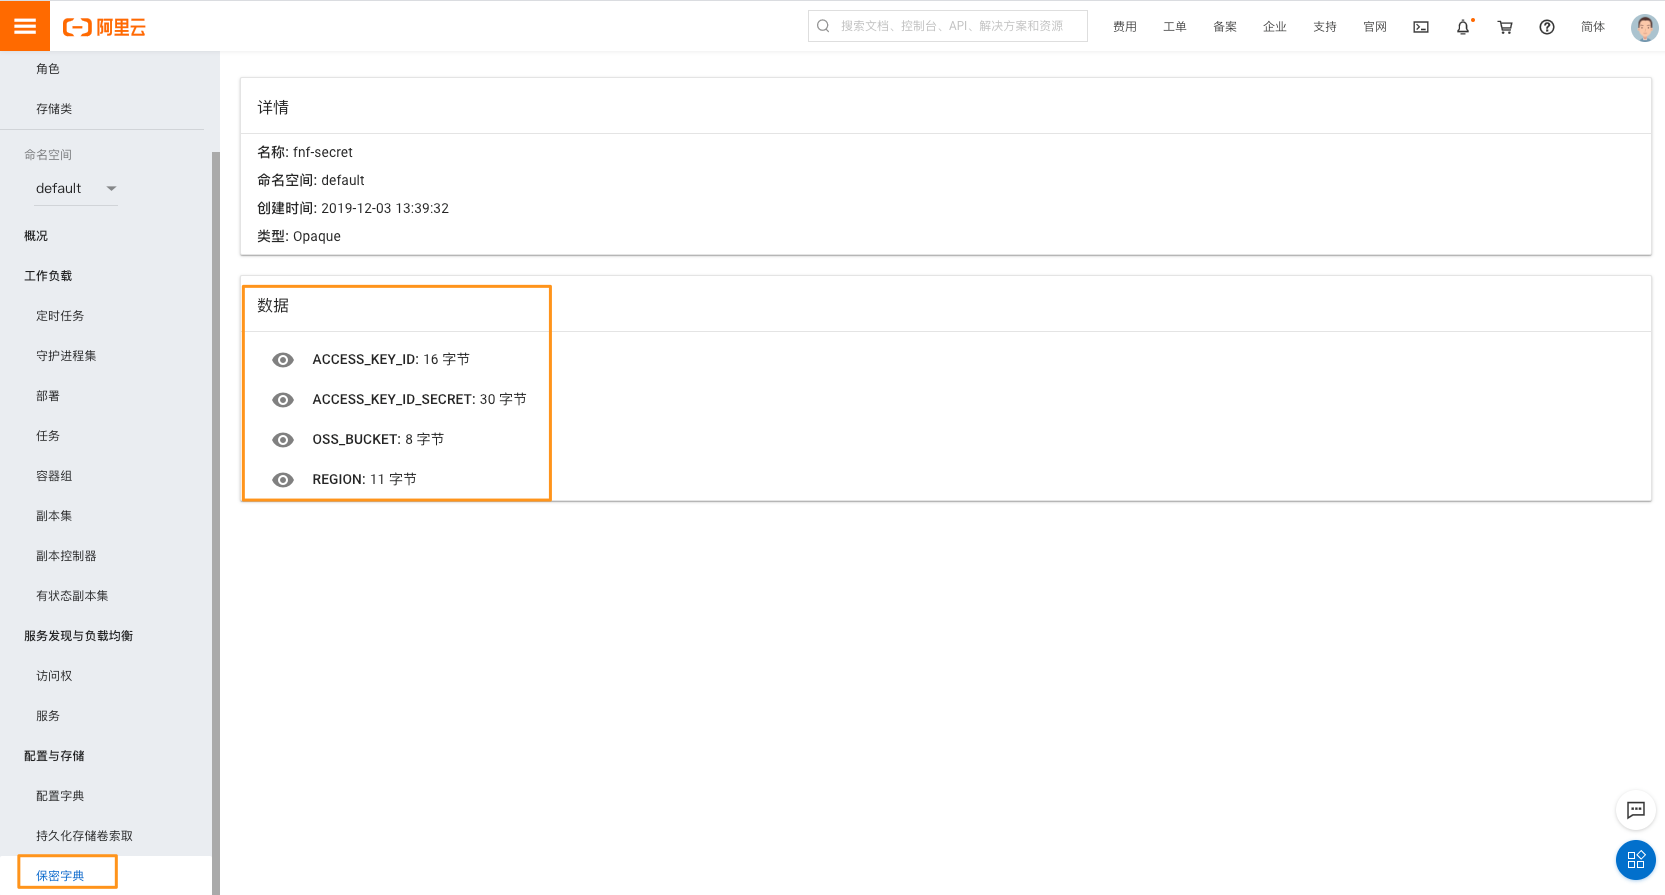 阿里云
搜索文档、控制台、API、解决方案和资源
费用
工单
备案
企业
支持
官网
简体
角色
存储类
命名空间
default
概况
工作负载
定时任务
守护进程集
部署
任务
容器组
副本集
副本控制器
有状态副本集
服务发现与负载均衡
访问权
服务
配置与存储
配置字典
持久化存储卷索取
保密字典
详情
名称: fnf-secret
命名空间: default
创建时间: 2019-12-03 13:39:32
类型: Opaque
数据
ACCESS_KEY_ID: 16 字节
ACCESS_KEY_ID_SECRET: 30 字节
OSS_BUCKET: 8 字节
REGION: 11 字节